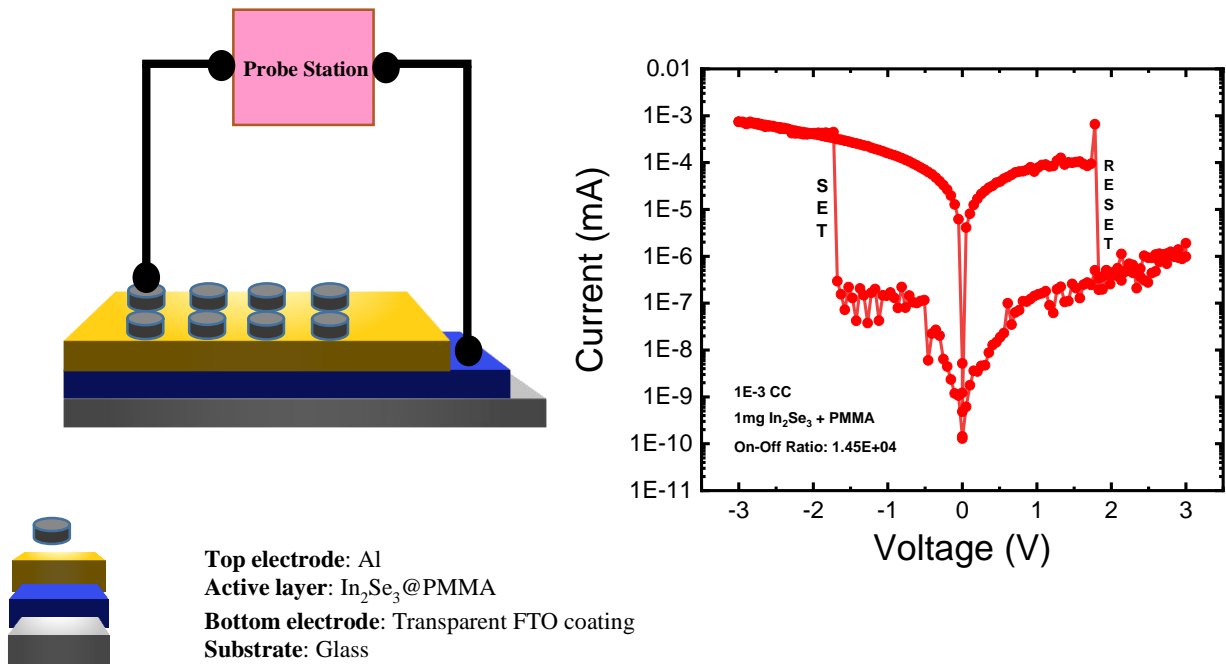 Probe Station
Top electrode: Al
Active layer: In₂Se₃@PMMA
Bottom electrode: Transparent FTO coating
Substrate: Glass
0.01
1E-3
1E-4
1E-5
1E-6
1E-7
1E-8
1E-9
1E-10
1E-11
Current (mA)
SET
RESET
1E-3 CC
1mg In₂Se₃ + PMMA
On-Off Ratio: 1.45E+04
-3 -2 -1 0 1 2 3
Voltage (V)